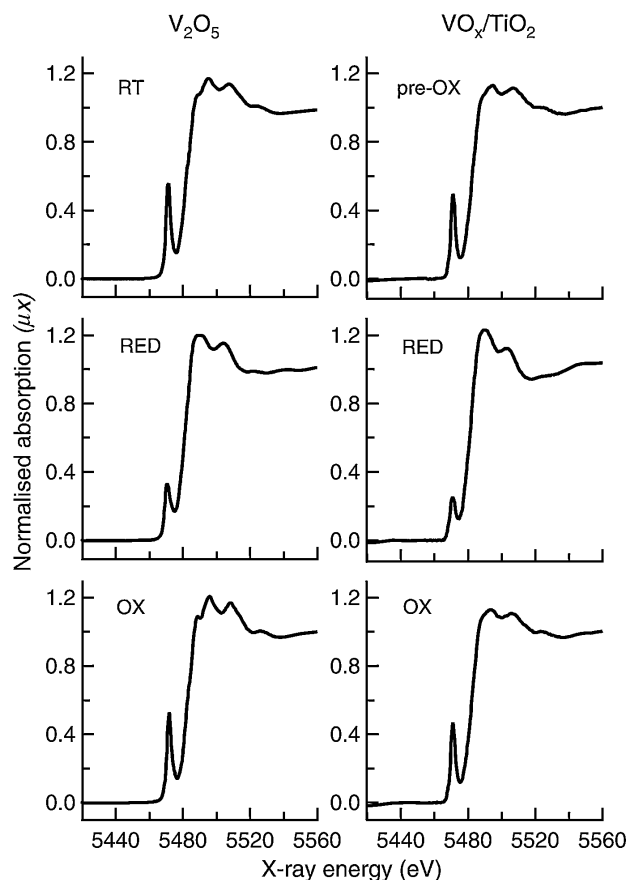 V₂O₅ VOₓ/TiO₂
1.2 RT 1.2 pre-OX
0.8 0.8
0.4 0.4
0.0 0.0
1.2 RED 1.2 RED
0.8 0.8
0.4 0.4
0.0 0.0
1.2 OX 1.2 OX
0.8 0.8
0.4 0.4
0.0 0.0
5440 5480 5520 5560 5440 5480 5520 5560
X-ray energy (eV)
Normalised absorption (μx)